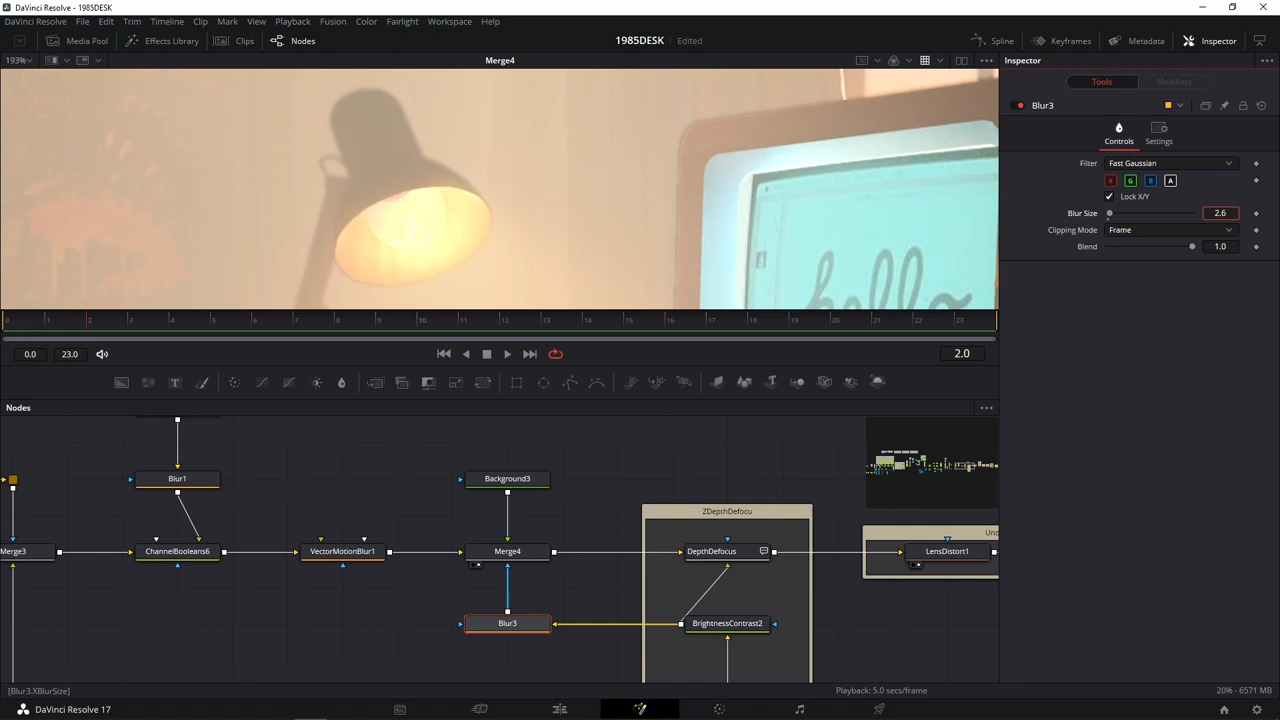 DaVinci Resolve - 1985DESK
DaVinci Resolve File Edit Trim Timeline Clip Mark View Playback Fusion Color Fairlight Workspace Help
Media Pool Effects Library Clips Nodes 1985DESK Edited Spline Keyframes Metadata Inspector
193% Merge4 Inspector
Tools Modifiers
Blur3
Controls Settings
Filter Fast Gaussian
R G B A
Lock X/Y
Blur Size 2.6
Clipping Mode Frame
Blend 1.0
hello
0 1 2 3 4 5 6 7 8 9 10 11 12 13 14 15 16 17 18 19 20 21 22 23
0.0 23.0 2.0
Nodes
Blur1 Background3
ZDepthDefocu
Merge3 ChannelBooleans6 VectorMotionBlur1 Merge4 DepthDefocus LensDistort1
Blur3 BrightnessContrast2
[Blur3.XBlurSize] Playback: 5.0 secs/frame 20% - 6571 MB
DaVinci Resolve 17